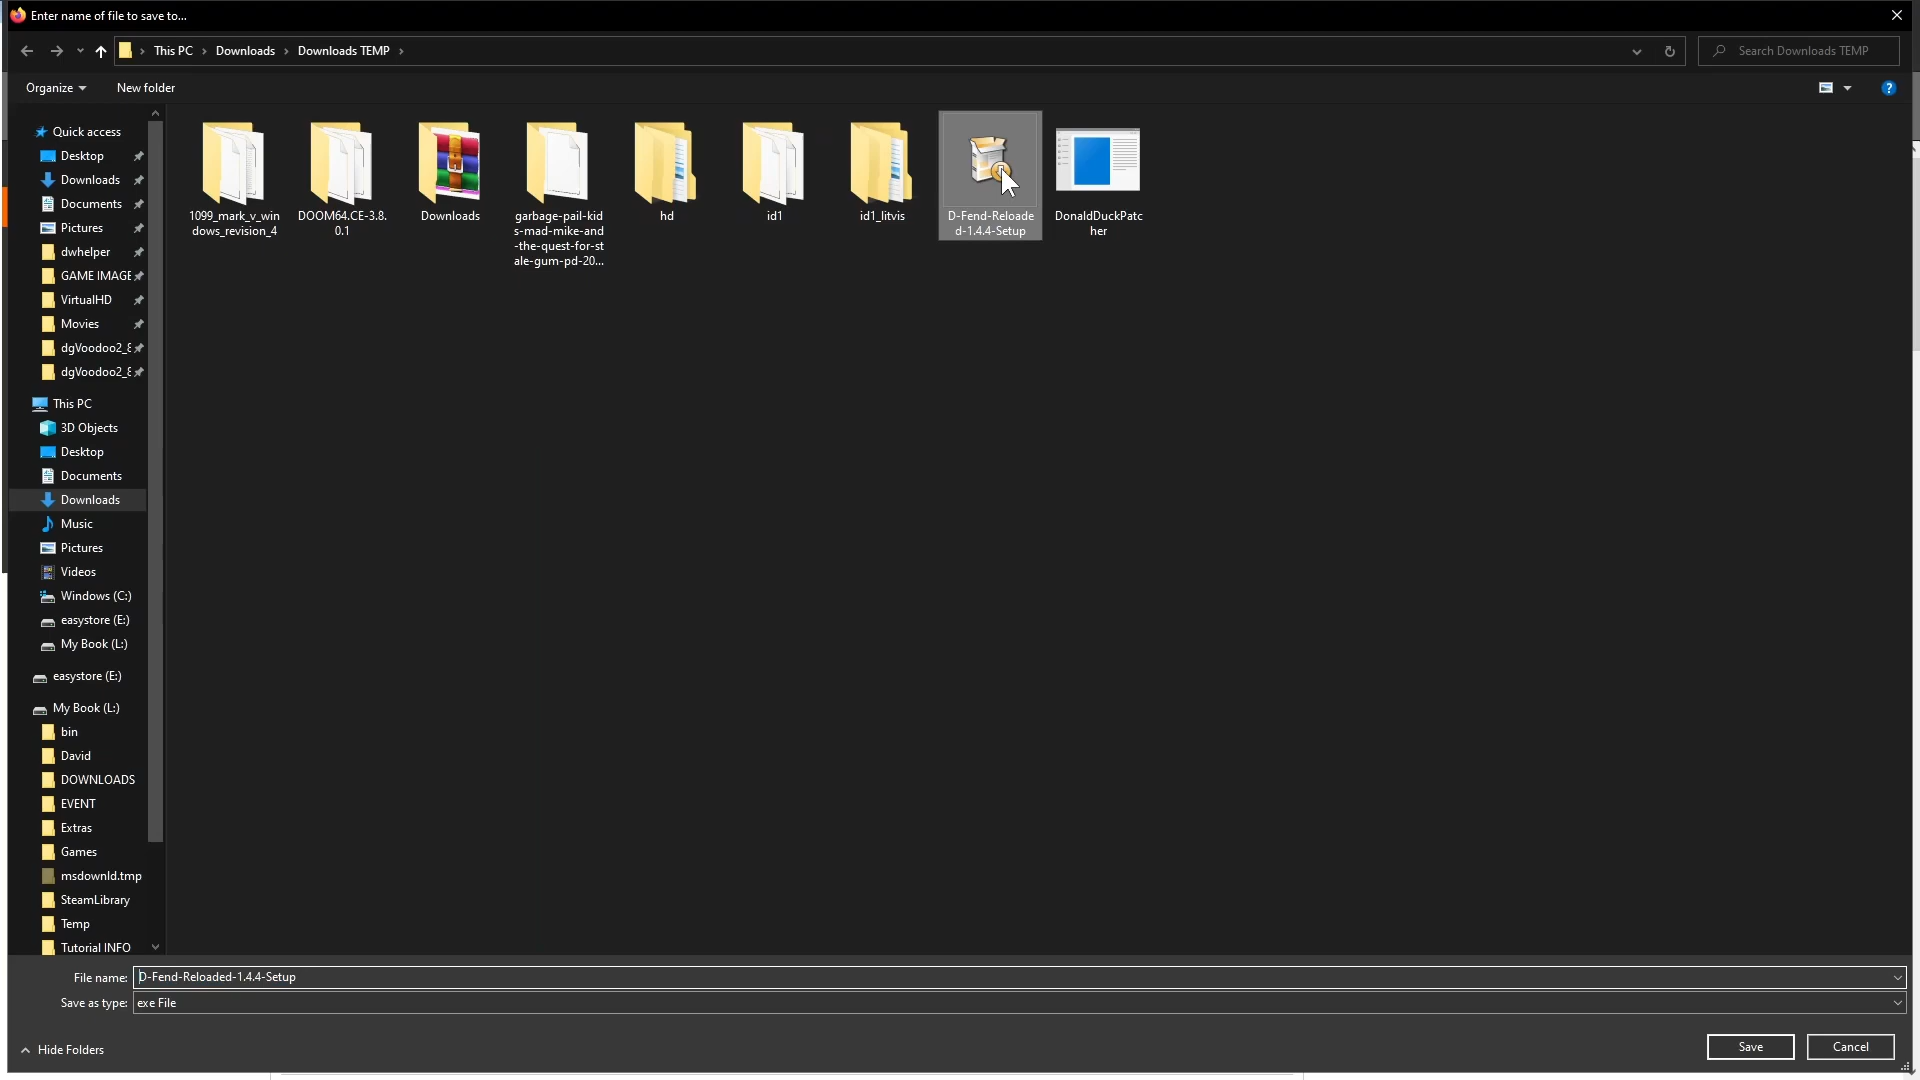 Enter name of file to save to...
This PC
Downloads
Downloads TEMP
Search Downloads TEMP
Organize
New folder
Quick access
Desktop
Downloads
Documents
Pictures
dwhelper
GAME IMAGE
VirtualHD
Movies
dgVoodoo2_8
dgVoodoo2_8
This PC
3D Objects
Desktop
Documents
Downloads
Music
Pictures
Videos
Windows (C:)
easystore (E:)
My Book (L:)
easystore (E:)
My Book (L:)
bin
David
DOWNLOADS
EVENT
Extras
Games
msdownld.tmp
SteamLibrary
Temp
Tutorial INFO
1099_mark_v_win
dows_revision_4
DOOM64.CE-3.8.
0.1
Downloads
garbage-pail-kid
s-mad-mike-and
-the-quest-for-st
ale-gum-pd-20...
hd
id1
id1_litvis
D-Fend-Reloade
d-1.4.4-Setup
DonaldDuckPatc
her
File name: D-Fend-Reloaded-1.4.4-Setup
Save as type: exe File
Hide Folders
Save
Cancel